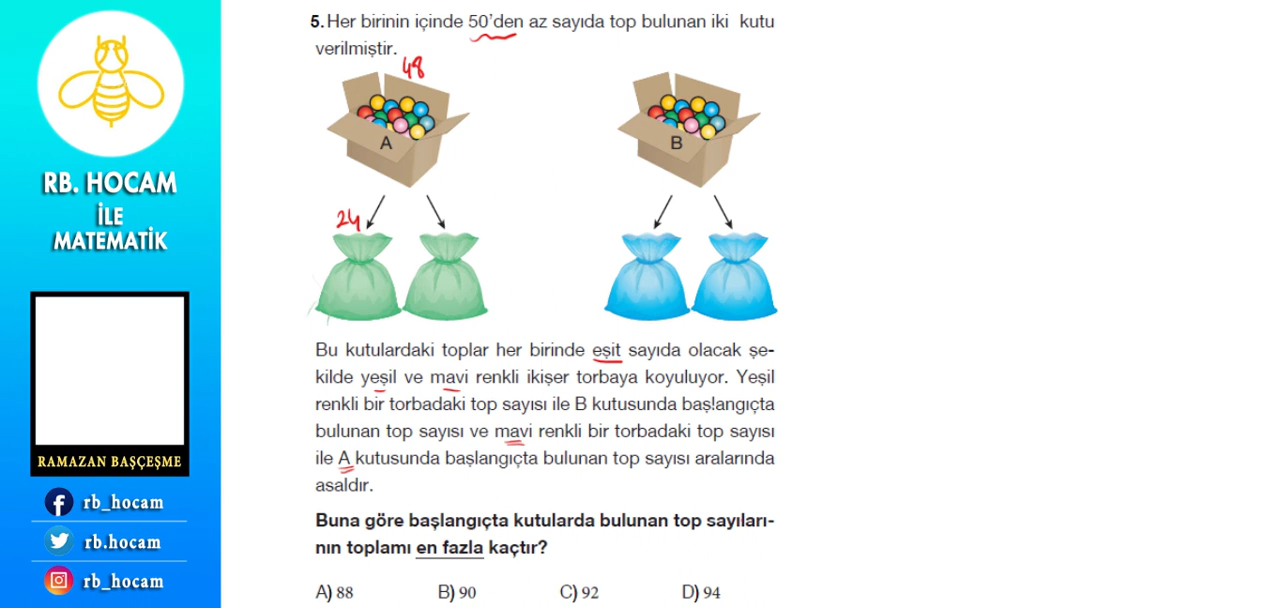 RB. HOCAM
İLE
MATEMATİK
RAMAZAN BAŞÇEŞME
rb_hocam
rb.hocam
rb_hocam
5. Her birinin içinde 50'den az sayıda top bulunan iki kutu
verilmiştir.
48
A
B
24
Bu kutulardaki toplar her birinde eşit sayıda olacak şe-
kilde yeşil ve mavi renkli ikişer torbaya koyuluyor. Yeşil
renkli bir torbadaki top sayısı ile B kutusunda başlangıçta
bulunan top sayısı ve mavi renkli bir torbadaki top sayısı
ile A kutusunda başlangıçta bulunan top sayısı aralarında
asaldır.
Buna göre başlangıçta kutularda bulunan top sayıları-
nın toplamı en fazla kaçtır?
A) 88 B) 90 C) 92 D) 94